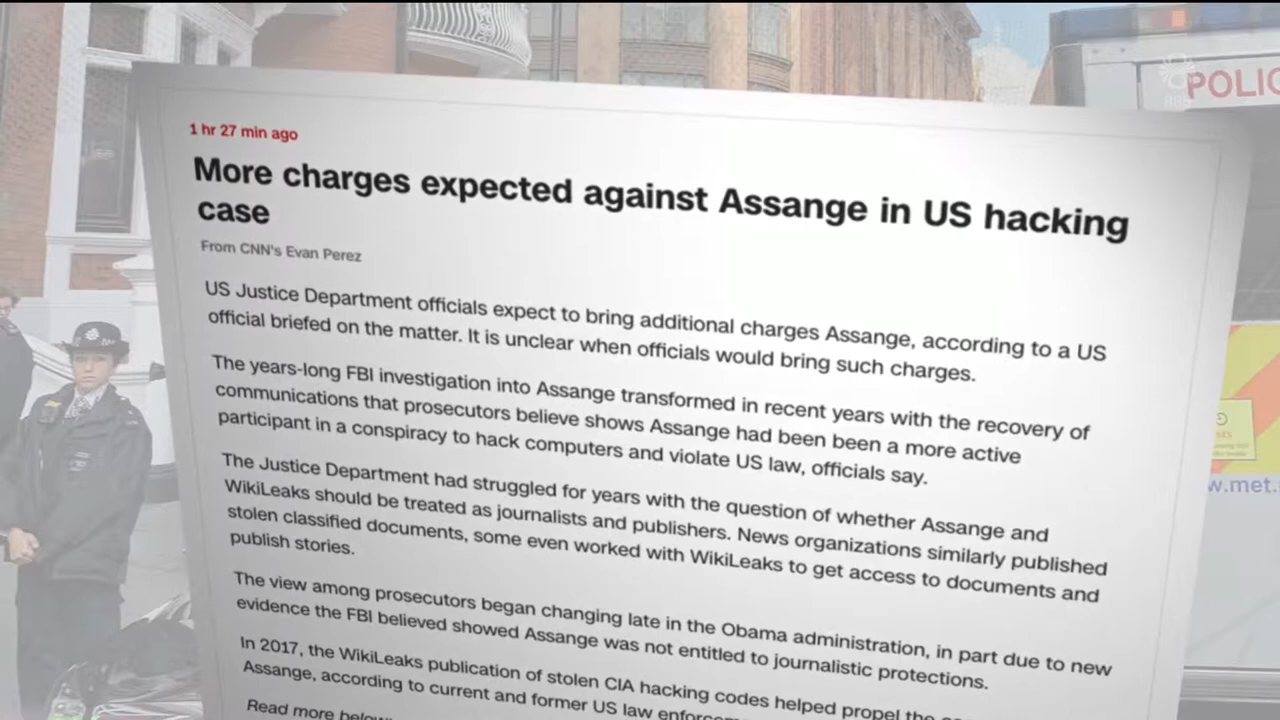 POLIC
1 hr 27 min ago
More charges expected against Assange in US hacking
case
From CNN's Evan Perez
US Justice Department officials expect to bring additional charges Assange, according to a US
official briefed on the matter. It is unclear when officials would bring such charges.
The years-long FBI investigation into Assange transformed in recent years with the recovery of
communications that prosecutors believe shows Assange had been been a more active
participant in a conspiracy to hack computers and violate US law, officials say.
The Justice Department had struggled for years with the question of whether Assange and
WikiLeaks should be treated as journalists and publishers. News organizations similarly published
stolen classified documents, some even worked with WikiLeaks to get access to documents and
publish stories.
The view among prosecutors began changing late in the Obama administration, in part due to new
evidence the FBI believed showed Assange was not entitled to journalistic protections.
In 2017, the WikiLeaks publication of stolen CIA hacking codes helped propel the
Assange, according to current and former US law
Read more
w.met.